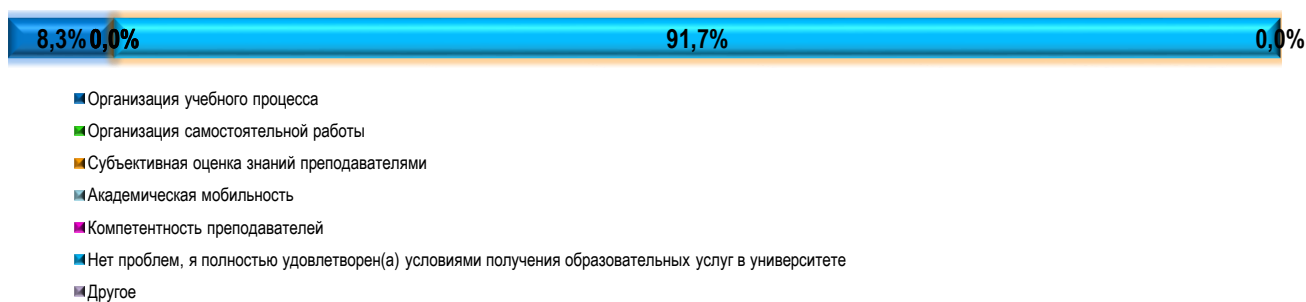 8,3% 0,0% 91,7% 0,0%
Организация учебного процесса
Организация самостоятельной работы
Субъективная оценка знаний преподавателями
Академическая мобильность
Компетентность преподавателей
Нет проблем, я полностью удовлетворен(а) условиями получения образовательных услуг в университете
Другое